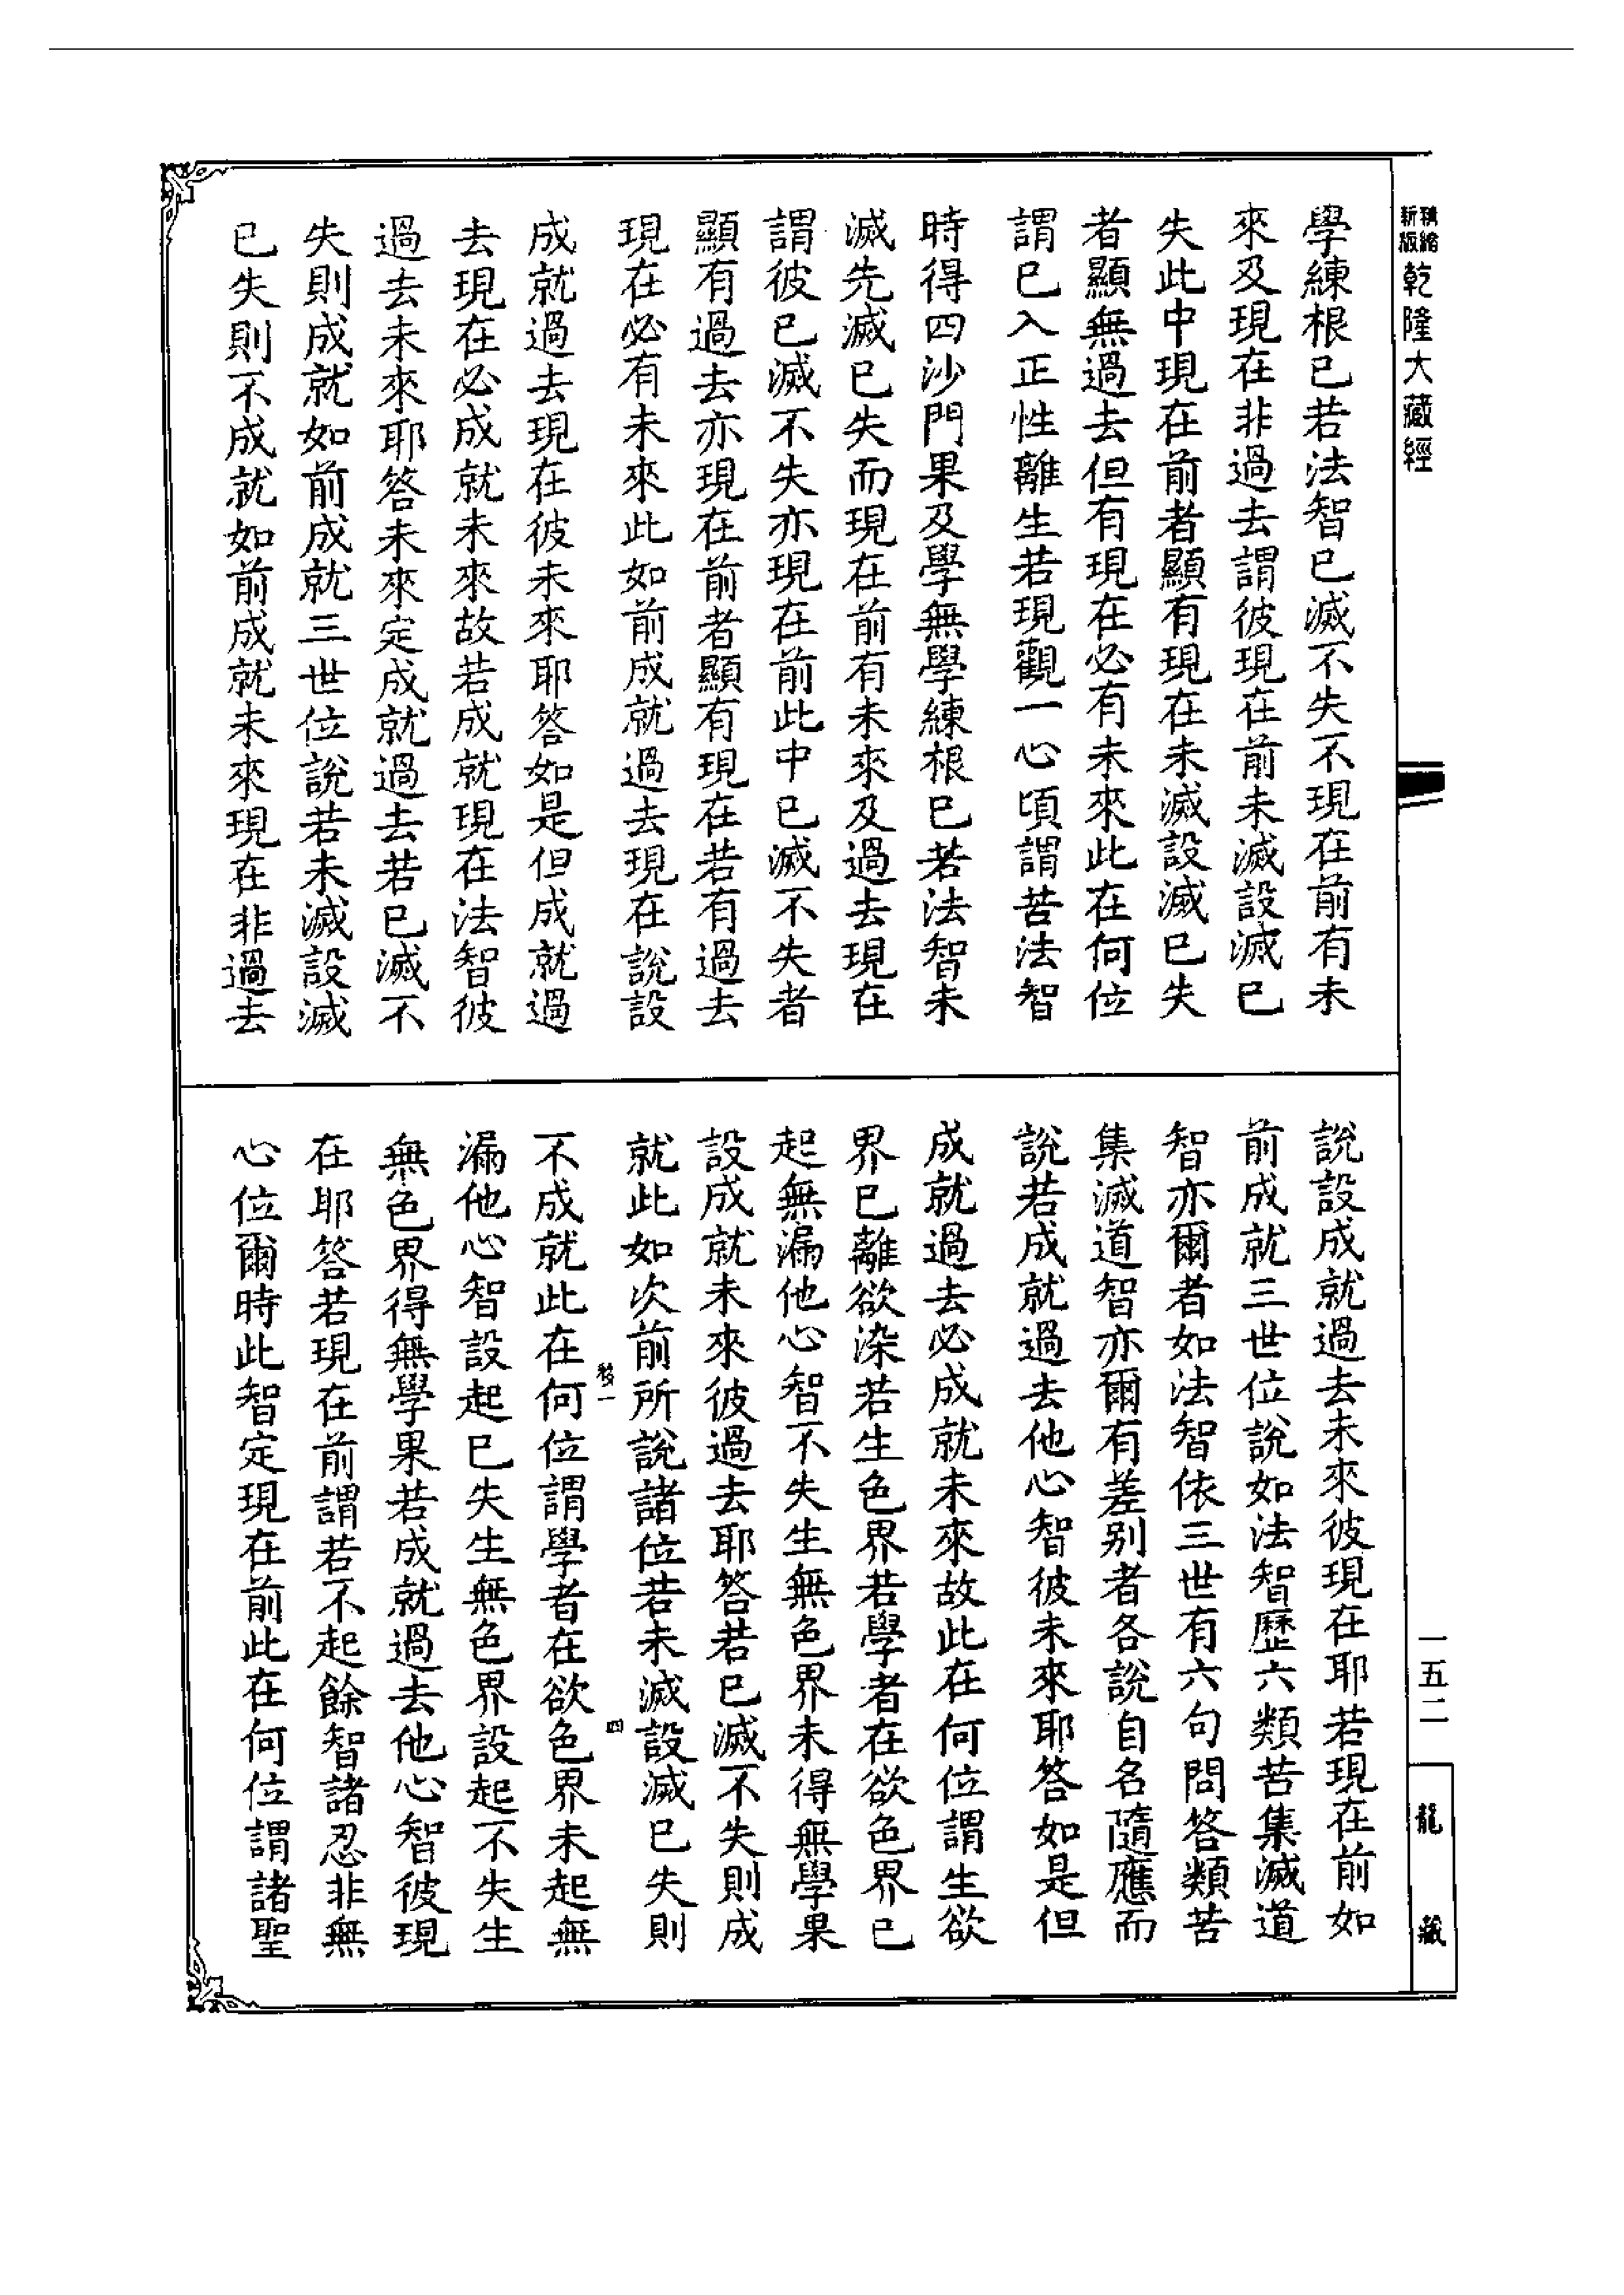 精縮新版乾隆大藏經
學練根已若法智已滅不失不現在前有未
來及現在非過去謂彼現在前未滅設滅已
失此中現在前者顯有現在未滅設滅已失
者顯無過去但有現在必有未來此在何位
謂已入正性離生若現觀一心頃謂苦法智
時得四沙門果及學無學練根已若法智未
滅先滅已失而現在前有未來及過去現在
謂彼已滅不失亦現在前此中已滅不失者
顯有過去亦現在前者顯有現在若有過去
現在必有未來此如前成就過去現在說設
成就過去現在彼未來耶答如是但成就過
去現在必成就未來故若成就現在法智彼
過去未來耶答未來定成就過去若已滅不
失則成就如前成就三世位說若未滅設滅
已失則不成就如前成就未來現在非過去
說設成就過去未來彼現在耶若現在前如
前成就三世位說如法智歷六類苦集滅道
智亦爾者如法智依三世有六句問答類苦
集滅道智亦爾有差別者各說自名隨應而
說若成就過去他心智彼未來耶答如是但
成就過去必成就未來故此在何位謂生欲
界已離欲染若生色界若學者在欲色界已
起無漏他心智不失生無色界未得無學果
設成就未來彼過去耶答若已滅不失則成
就此如次前所說諸位若未滅設滅已失則
不成就此在何位謂學者在欲色界未起無
漏他心智設起已失生無色界設起不失生
無色界得無學果若成就過去他心智彼現
在耶答若現在前謂若不起餘智諸忍非無
心位爾時此智定現在前此在何位謂諸聖
四
一五二
龍藏